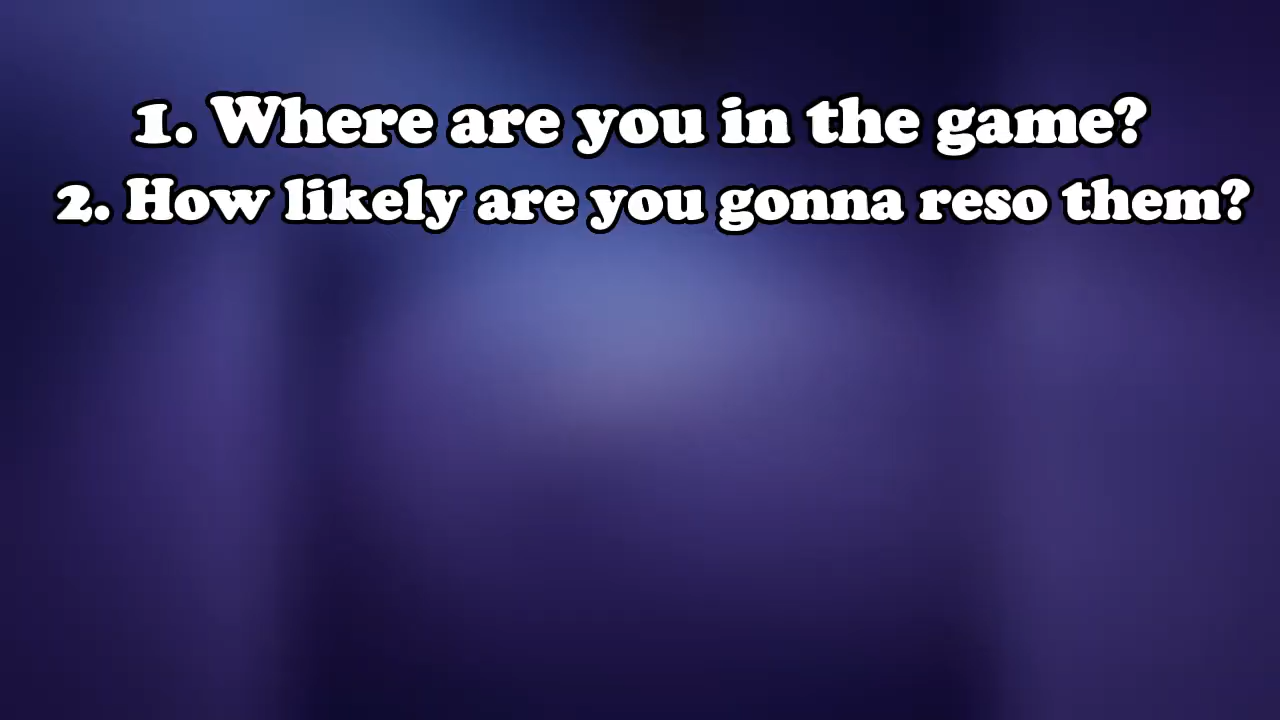 1. Where are you in the game?
2. How likely are you gonna reso them?